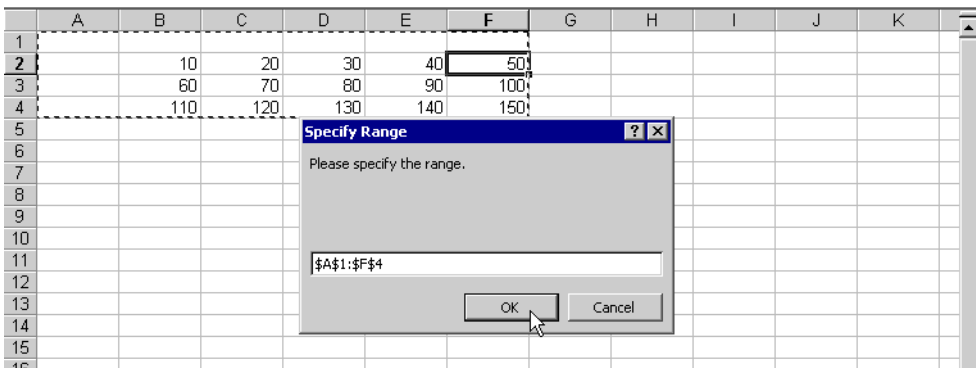 A B C D E F G H I J K
1
2 10 20 30 40 50
3 60 70 80 90 100
4 110 120 130 140 150
5
6
7
8
9
10
11
12
13
14
15
16
Specify Range ?
Please specify the range.
$A$1:$F$4
OK Cancel